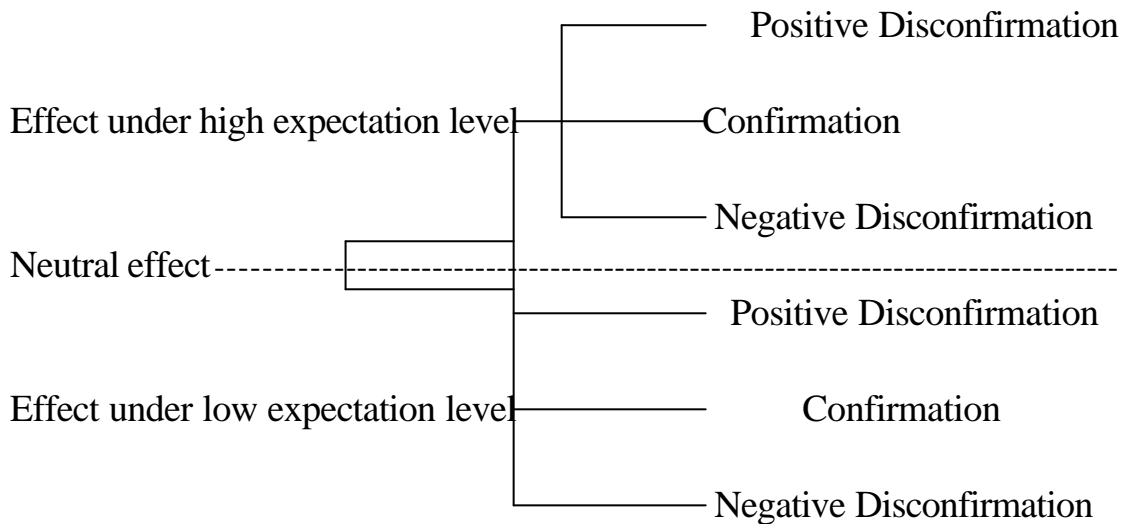 Positive Disconfirmation
Effect under high expectation level
Confirmation
Negative Disconfirmation
Neutral effect
Positive Disconfirmation
Effect under low expectation level
Confirmation
Negative Disconfirmation